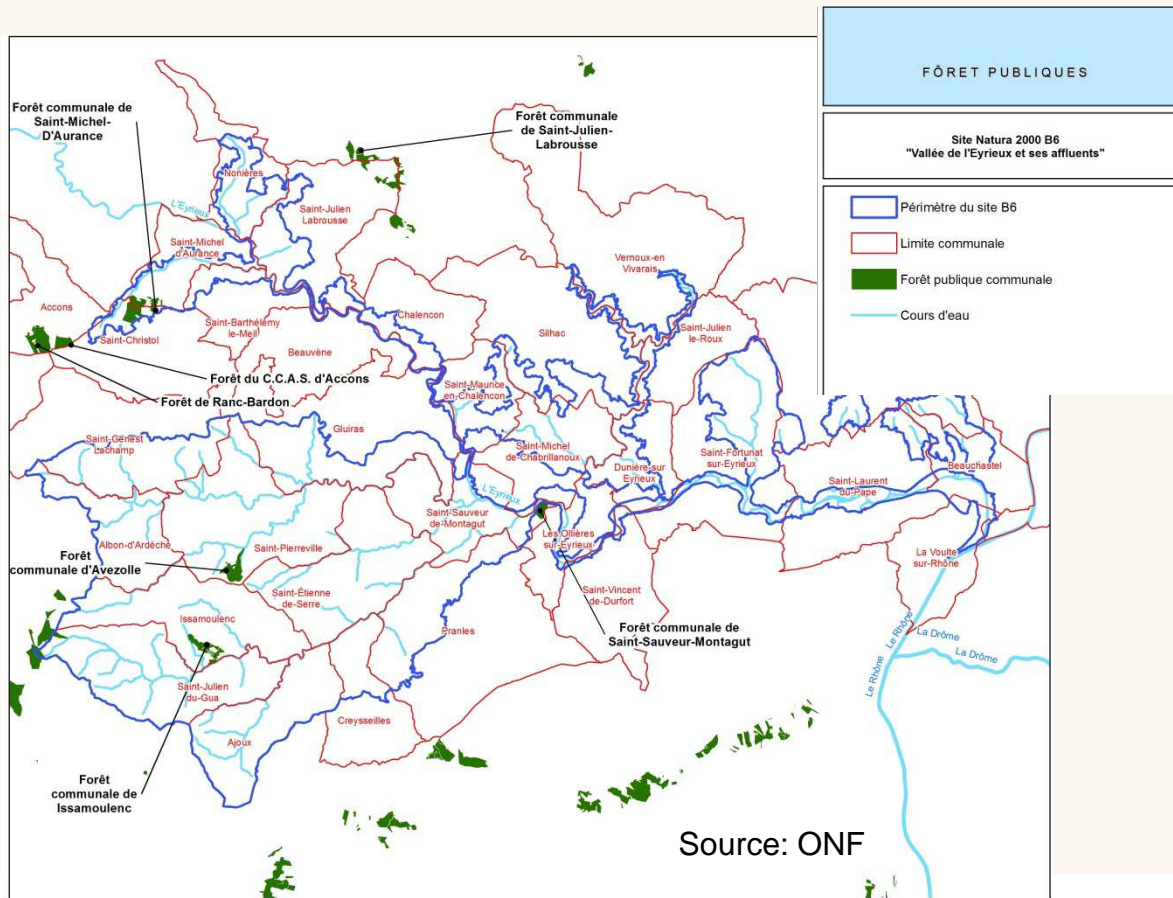 FÔRET PUBLIQUES
Site Natura 2000 B6
"Vallée de l'Eyrieux et ses affluents"
Périmètre du site B6
Limite communale
Forêt publique communale
Cours d'eau
Forêt communale de
Saint-Michel-
D'Aurance
Forêt communale
de Saint-Julien-
Labrousse
Nonières
L'Eyrieux
Saint-Julien
Labrousse
Saint-Michel
d'Aurance
Vernoux-en
Vivarais
Accons
Chalencon
Saint-Barthélémy
le-Meil
Silhac
Saint-Julien
le-Roux
Saint-Christol
Beauvène
Forêt du C.C.A.S. d'Accons
Saint-Maurice
en-Chalencon
Forêt de Ranc-Bardon
Gluiras
Saint-Genest
Lachamp
Saint-Michel
de-Chabrillanoux
Saint-Fortunat
sur-Eyrieux
Dunière-sur
Eyrieux
Beauchastel
Saint-Laurent
du-Pape
L'Eyrieux
Saint-Sauveur
de-Montagut
Les Ollières
sur-Eyrieux
Albon-d'Ardèche
Saint-Pierreville
Forêt
communale d'Avezolle
La Voulte
sur-Rhône
Saint-Étienne
de-Serre
Saint-Vincent
de-Durfort
Issamoulenc
Pranles
Forêt communale de
Saint-Sauveur-Montagut
Le Rhône
La Drôme
La Drôme
Le Rhône
Saint-Julien
du-Gua
Creysseilles
Ajoux
Forêt
communale de
Issamoulenc
Source: ONF